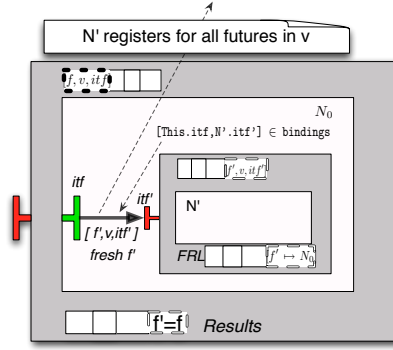 N' registers for all futures in v
f, v, itf
N₀
[This.itf,N'.itf'] ∈ bindings
f', v, itf'
itf
itf'
N'
[ f',v,itf' ]
fresh f'
FRL
f' ↦ N₀
f'=f
Results